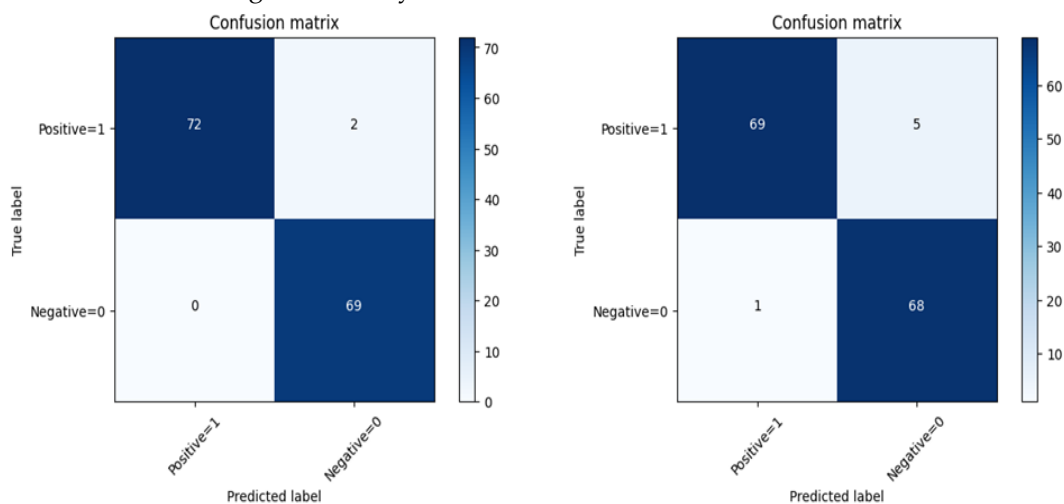 Confusion matrix
70
60
50
40
30
20
10
0
Positive=1
Negative=0
72
2
0
69
True label
Positive=1
Negative=0
Predicted label
Confusion matrix
60
50
40
30
20
10
Positive=1
Negative=0
69
5
1
68
True label
Positive=1
Negative=0
Predicted label